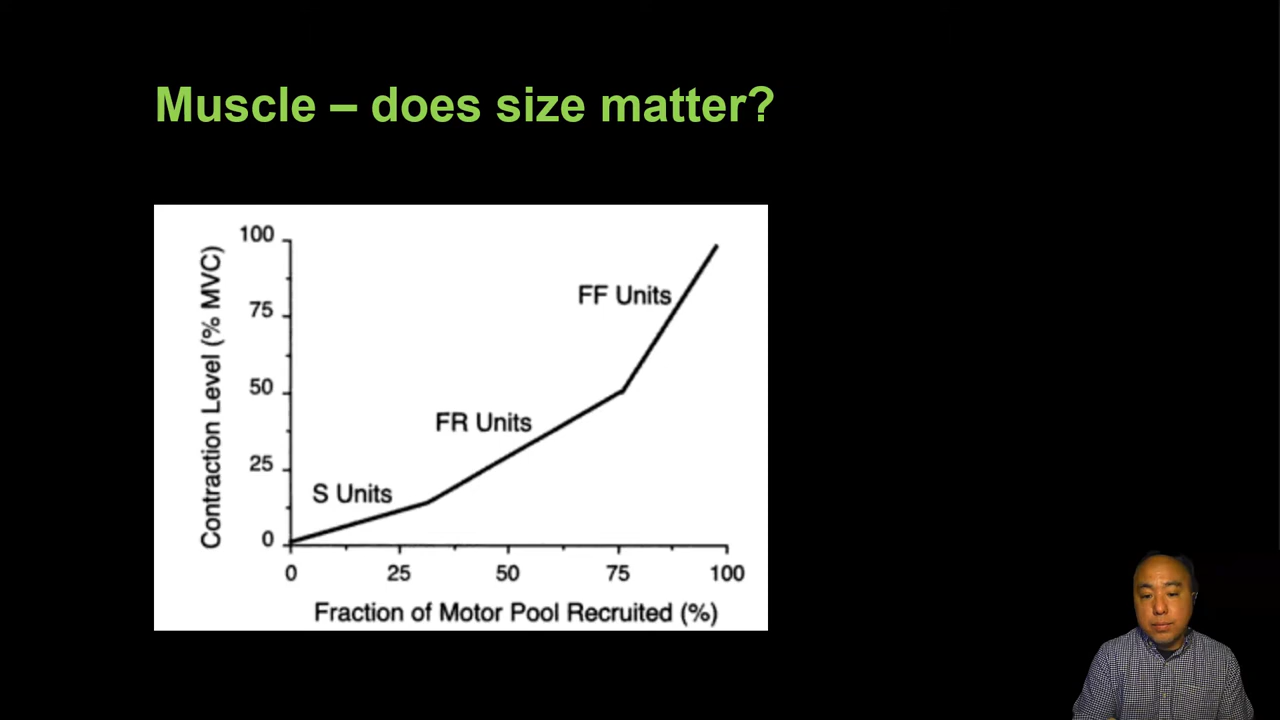 Muscle – does size matter?
Contraction Level (% MVC)
100
75
50
25
0
FF Units
FR Units
S Units
0 25 50 75 100
Fraction of Motor Pool Recruited (%)